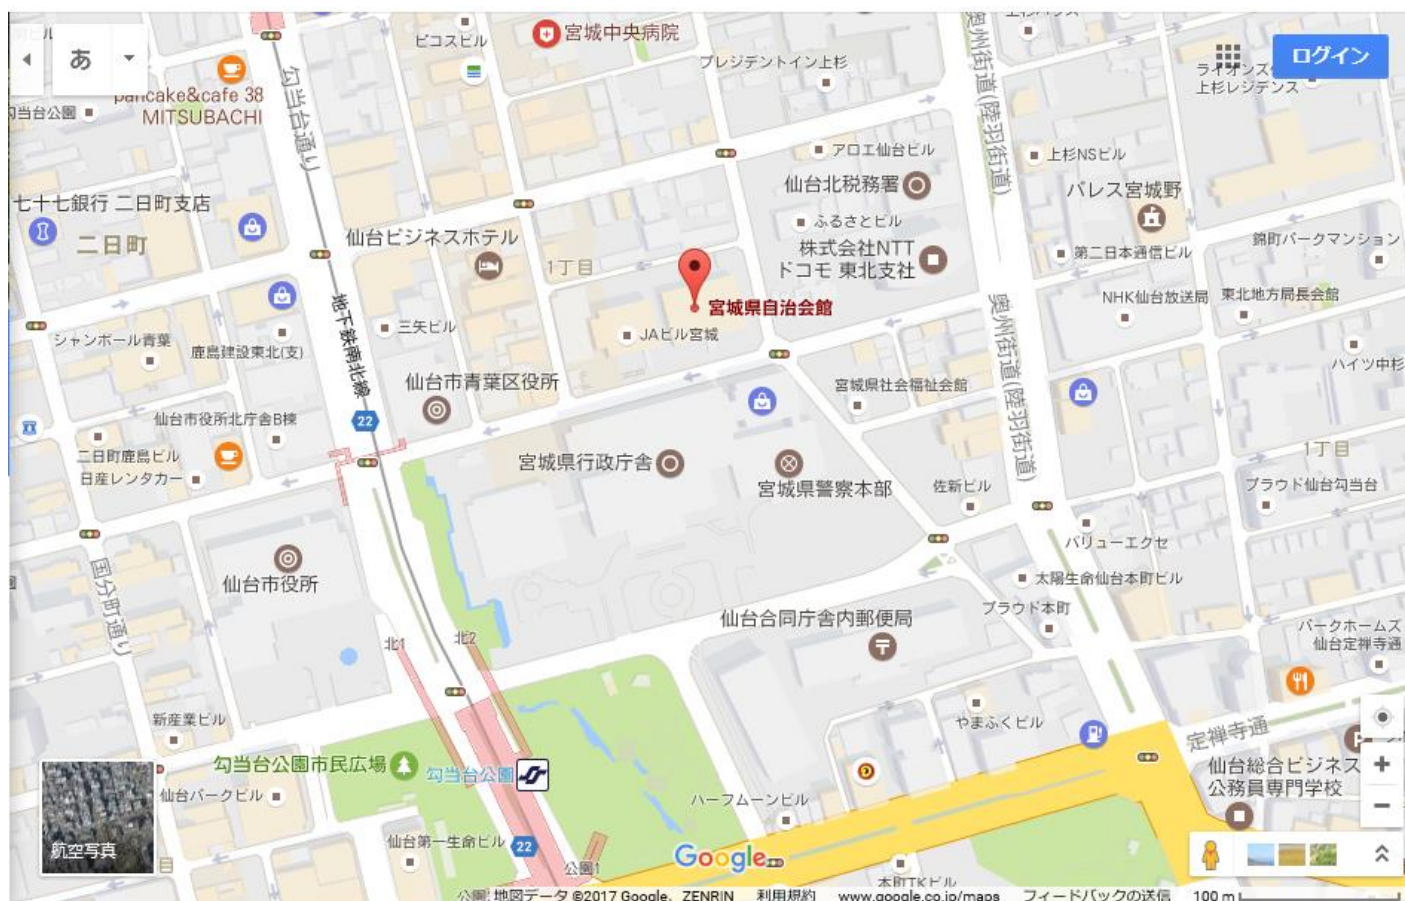 ピコスビル
宮城中央病院
プレジデントイン上杉
ログイン
あ
pancake&cafe 38
MITSUBACHI
勾当台公園
勾当台通り
奥州街道(陸羽街道)
上杉レジデンス
アロエ仙台ビル
上杉NSビル
仙台北税務署
パレス宮城野
七十七銀行 二日町支店
二日町
ふるさとビル
仙台ビジネスホテル
1丁目
株式会社NTT
ドコモ 東北支社
第二日本通信ビル
錦町パークマンション
NHK仙台放送局
東北地方局長会館
宮城県自治会館
地下鉄南北線
三矢ビル
JAビル宮城
シャンボール青葉
鹿島建設東北(支)
ハイツ中杉
奥州街道(陸羽街道)
仙台市青葉区役所
宮城県社会福祉会館
22
仙台市役所北庁舎B棟
二日町鹿島ビル
日産レンタカー
1丁目
宮城県行政庁舎
宮城県警察本部
佐新ビル
プラウド仙台勾当台
バリューエクセ
国分町通り
仙台市役所
太陽生命仙台本町ビル
プラウド本町
仙台合同庁舎内郵便局
パークホームズ
仙台定禅寺通
北1
北2
新産業ビル
やまふくビル
定禅寺通
勾当台公園市民広場
勾当台公園
仙台総合ビジネス
公務員専門学校
仙台パークビル
ハーフムーンビル
仙台第一生命ビル
22
公園1
航空写真
Google
本町TKビル
地図データ ©2017 Google、ZENRIN
利用規約
www.google.co.jp/maps
フィードバックの送信
100 m